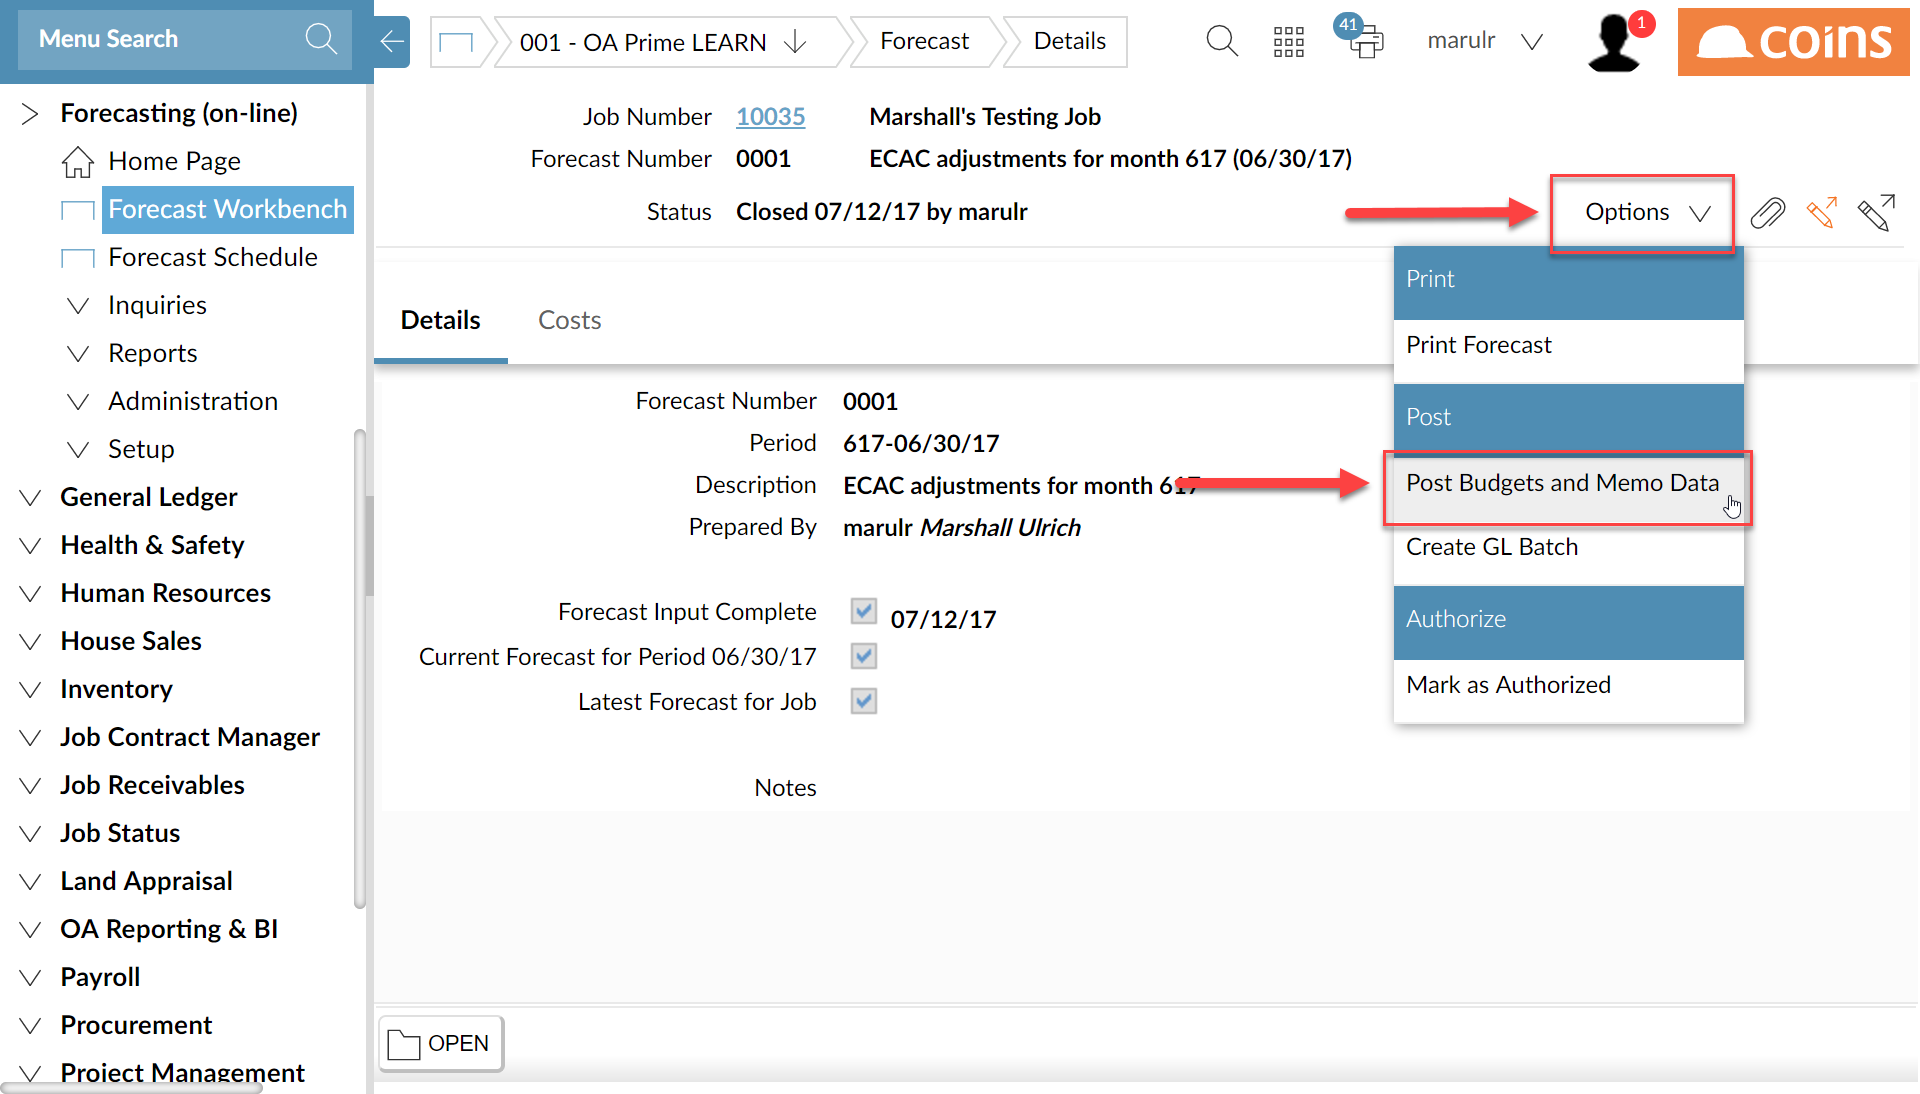 Menu Search
001 - OA Prime LEARN
Forecast
Details
41
marulr
1
coins
Forecasting (on-line)
Home Page
Forecast Workbench
Forecast Schedule
Inquiries
Reports
Administration
Setup
General Ledger
Health & Safety
Human Resources
House Sales
Inventory
Job Contract Manager
Job Receivables
Job Status
Land Appraisal
OA Reporting & BI
Payroll
Procurement
Project Management
Job Number 10035 Marshall's Testing Job
Forecast Number 0001 ECAC adjustments for month 617 (06/30/17)
Status Closed 07/12/17 by marulr
Options
Print
Print Forecast
Post
Post Budgets and Memo Data
Create GL Batch
Authorize
Mark as Authorized
Details Costs
Forecast Number 0001
Period 617-06/30/17
Description ECAC adjustments for month 617
Prepared By marulr Marshall Ulrich
Forecast Input Complete 07/12/17
Current Forecast for Period 06/30/17
Latest Forecast for Job
Notes
OPEN